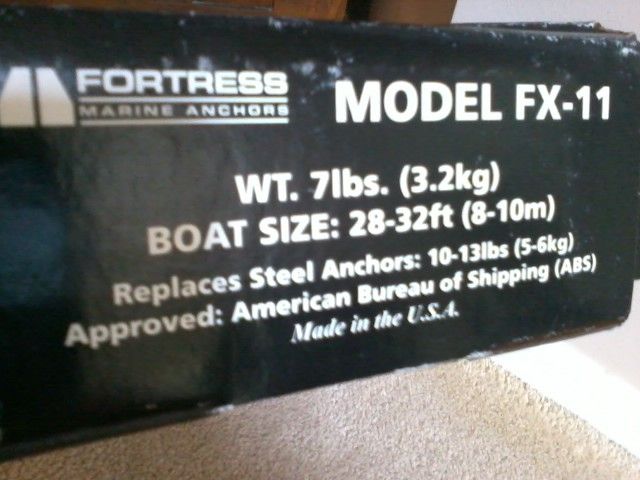 FORTRESS
MARINE ANCHORS
MODEL FX-11
WT. 7lbs. (3.2kg)
BOAT SIZE: 28-32ft (8-10m)
Replaces Steel Anchors: 10-13lbs (5-6kg)
Approved: American Bureau of Shipping (ABS)
Made in the U.S.A.